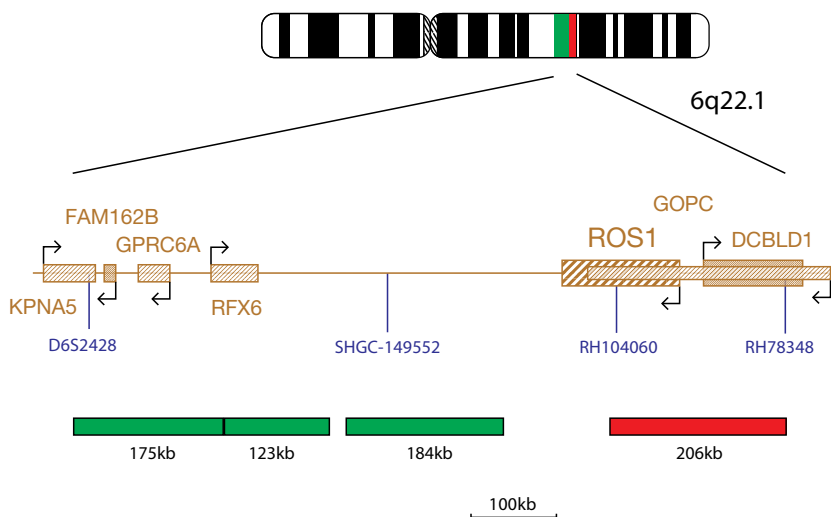 6q22.1
FAM162B
GPRC6A
GOPC
ROS1
DCBLD1
KPNA5
RFX6
D6S2428
SHGC-149552
RH104060
RH78348
175kb
123kb
184kb
206kb
100kb